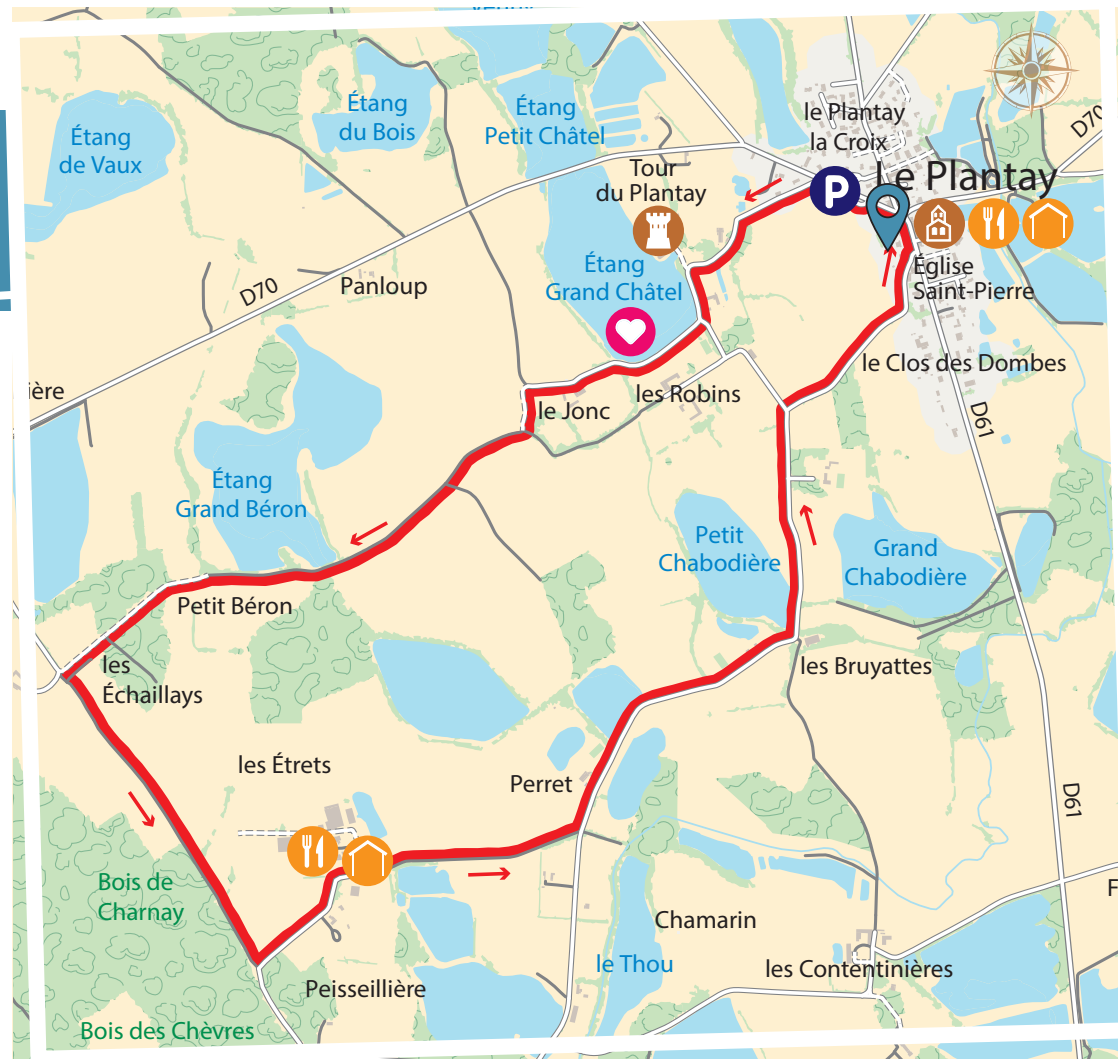 Étang
de Vaux
Étang
du Bois
Étang
Petit Châtel
le Plantay
la Croix
D70
Tour
du Plantay
P
Le Plantay
Étang
Grand Châtel
Église
Saint-Pierre
D70
Panloup
ière
le Clos des Dombes
les Robins
le Jonc
D61
Étang
Grand Béron
Petit
Chabodière
Grand
Chabodière
Petit Béron
les
Échaillays
les Bruyattes
les Étrets
Perret
D61
Bois de
Charnay
F
Chamarin
le Thou
les Contentinières
Peisseillière
Bois des Chèvres